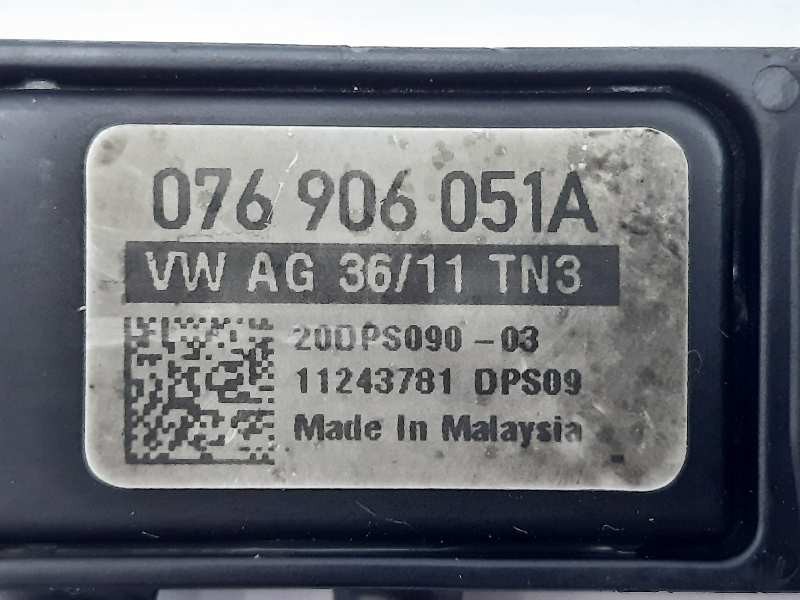 076 906 051A
VW AG 36/11 TN3
20DPS090-03
11243781 DPS09
Made In Malaysia